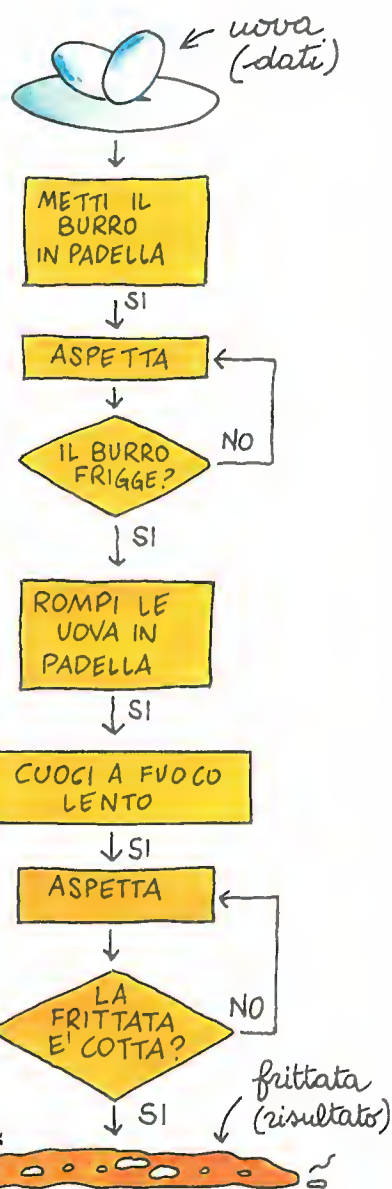 uova
(dati)
METTI IL
BURRO
IN PADELLA
SI
ASPETTA
IL BURRO
FRIGGE?
NO
SI
ROMPI LE
UOVA IN
PADELLA
SI
CUOCI A FUOCO
LENTO
SI
ASPETTA
LA
FRITTATA
E' COTTA?
NO
SI
frittata
(risultato)